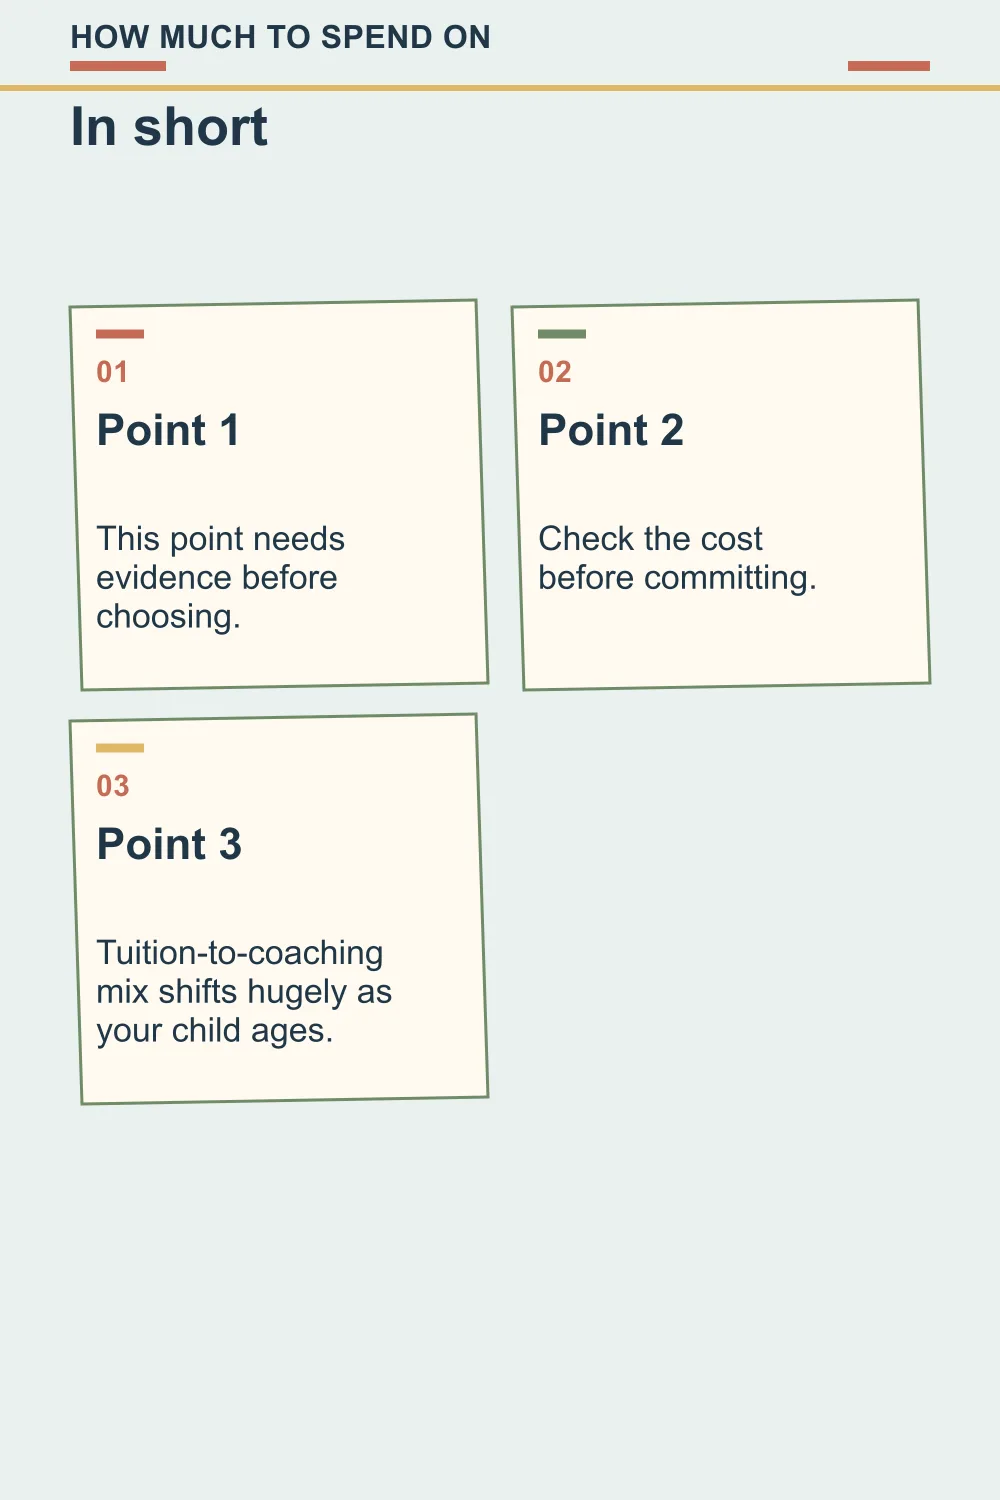 HOW MUCH TO SPEND ON
In short
01
Point 1
This point needs
evidence before
choosing.
02
Point 2
Check the cost
before committing.
03
Point 3
Tuition-to-coaching
mix shifts hugely as
your child ages.